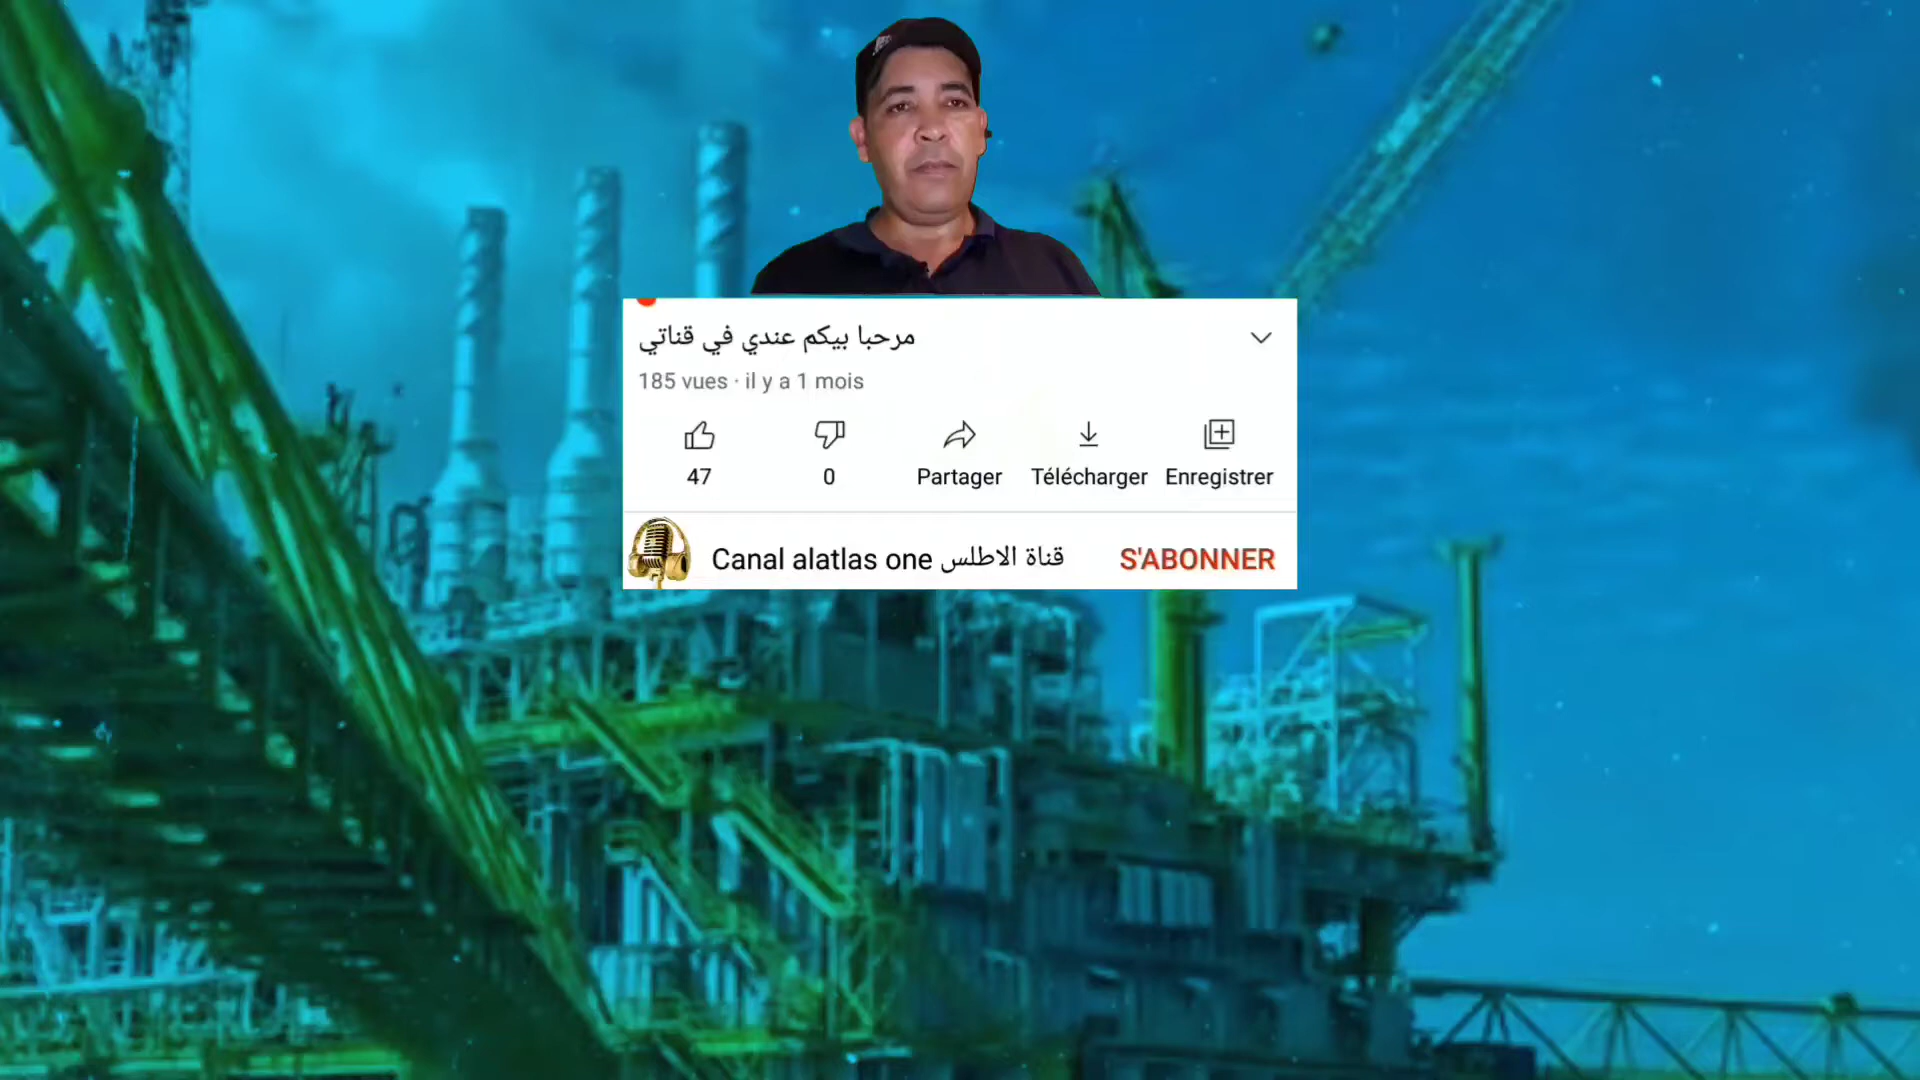 مرحبا بيكم عندي في قناتي
185 vues · il y a 1 mois
47
0
Partager
Télécharger
Enregistrer
Canal alatlas one قناة الاطلس
S'ABONNER